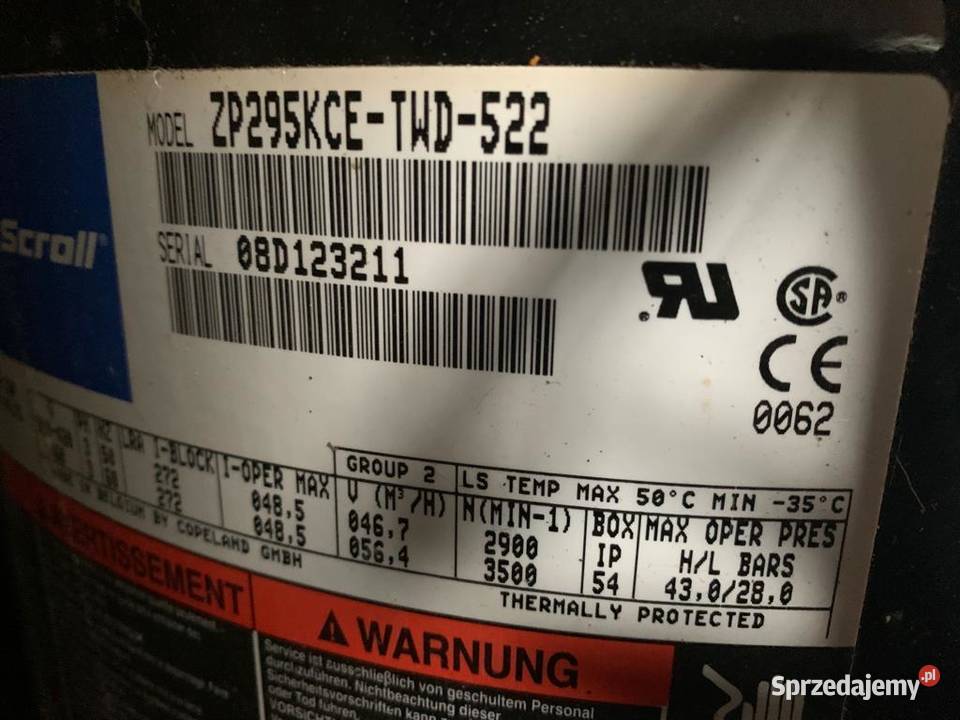 MODEL ZP295KCE-TWD-522
Scroll
SERIAL 08D123211
SA
CE
0062
LRA I-BLOCK I-OPER MAX GROUP 2 LS TEMP MAX 50°C MIN -35°C
V (M³/H) N(MIN-1) BOX MAX OPER PRES
272 048,5 046,7 2900 IP H/L BARS
272 048,5 056,4 3500 54 43,0/28,0
BELGIUM BY COPELAND GMBH
THERMALLY PROTECTED
AVERTISSEMENT
WARNUNG
Service ist ausschließlich von geschultem Personal
durchzuführen. Nichtbeachtung dieser
Sicherheitsvorschriften kann
oder Tod führen.
Sprzedajemy.pl